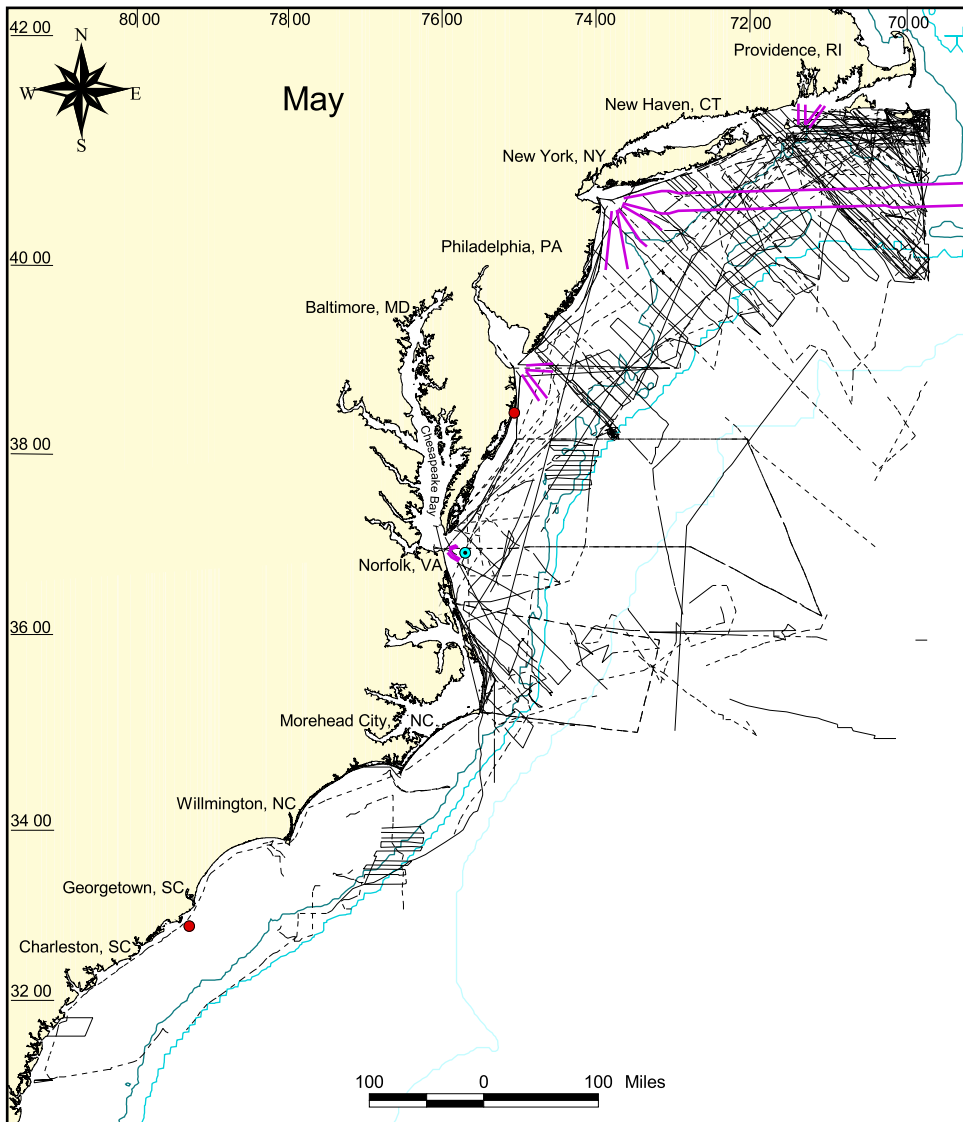 42 00
80 00
78 00
76 00
74 00
72 00
70 00
N
W
E
S
May
Providence, RI
New Haven, CT
New York, NY
Philadelphia, PA
40 00
Baltimore, MD
Chesapeake Bay
38 00
Norfolk, VA
36 00
Morehead City, NC
Willmington, NC
34 00
Georgetown, SC
Charleston, SC
32 00
100 0 100 Miles